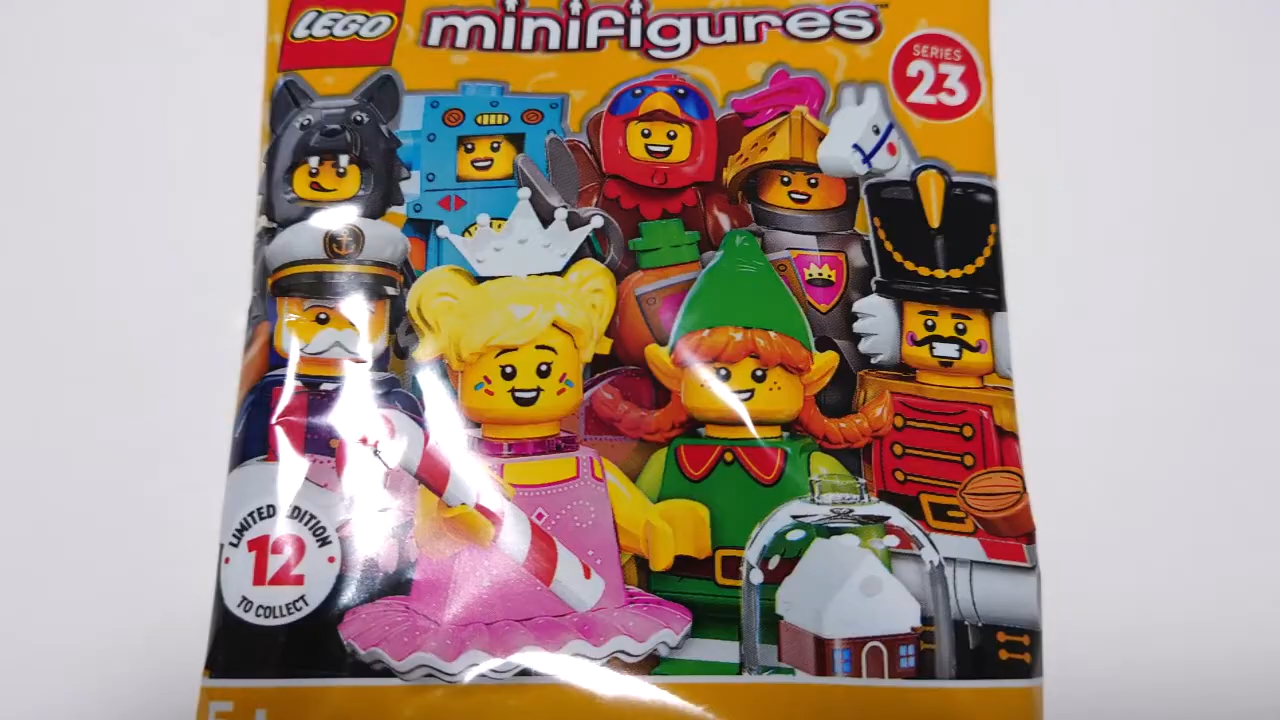 LEGO
minifigures
SERIES
23
LIMITED EDITION
12
TO COLLECT